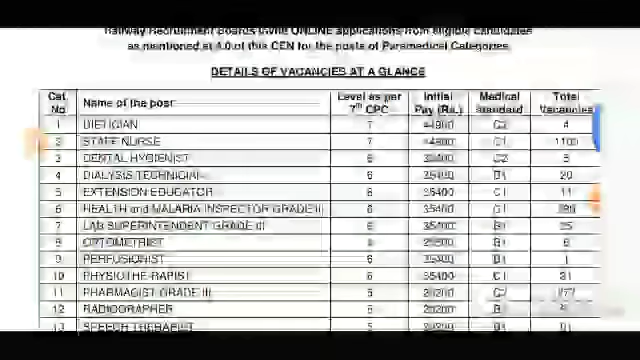 Railway Recruitment Boards invite ONLINE applications from eligible candidates
as mentioned at 4.0 of this CEN for the posts of Paramedical Categories
DETAILS OF VACANCIES AT A GLANCE
Cat. No Name of the post Level as per 7th CPC Initial Pay (Rs.) Medical Standard Total Vacancies
1 DIETICIAN 7 44900 C2 4
2 STATE NURSE 7 44900 C1
3 DENTAL HYGIENIST 6 35400 C2
4 DIALYSIS TECHNICIAN 6 35400 B1 20
5 EXTENSION EDUCATOR 6 35400 C1 11
6 HEALTH and MALARIA INSPECTOR GRADE III 6 35400 C1
7 LAB SUPERINTENDENT GRADE III 6 35400 B1 25
8 OPTOMETRIST B1 6
9 PERFUSIONIST 6 35400 B1 1
10 PHYSIOTHERAPIST 6 35400 C1 21
11 PHARMACIST GRADE III 5 29200 C2 277
12 RADIOGRAPHER 5 29200
13 SPEECH THERAPIST 5 29200 B1